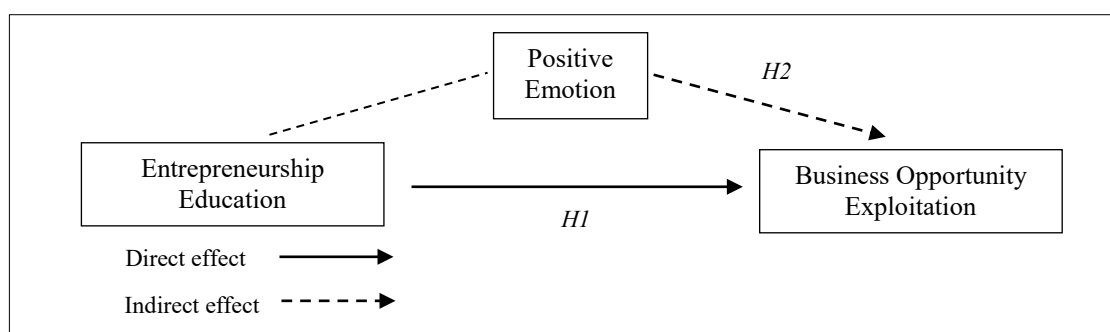 Positive
Emotion
H2
Entrepreneurship
Education
Business Opportunity
Exploitation
H1
Direct effect
Indirect effect